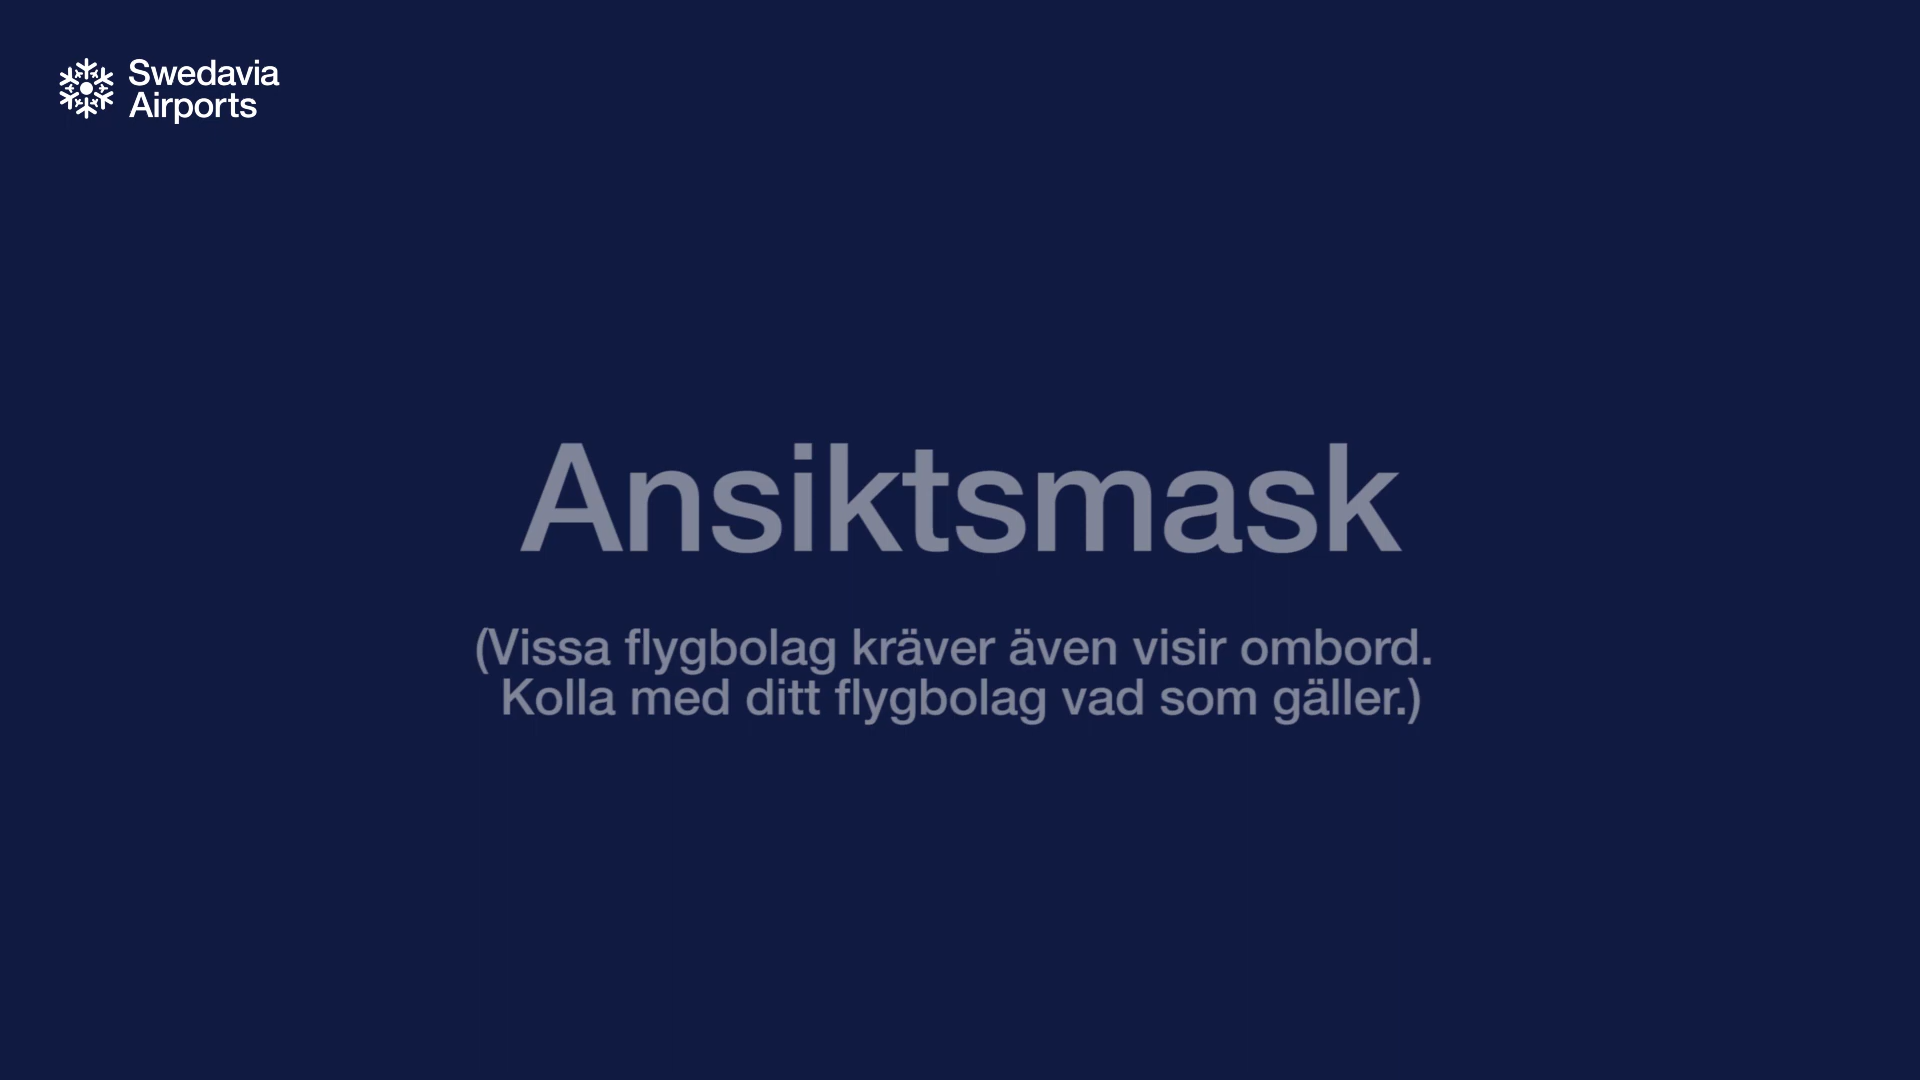 Swedavia
Airports
Ansiktsmask
(Vissa flygbolag kräver även visir ombord.
Kolla med ditt flygbolag vad som gäller.)